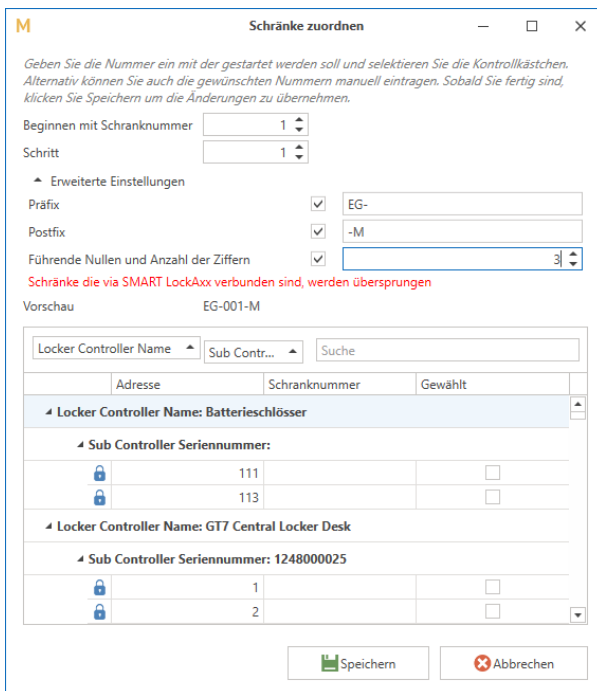 M Schränke zuordnen
Geben Sie die Nummer ein mit der gestartet werden soll und selektieren Sie die Kontrollkästchen.
Alternativ können Sie auch die gewünschten Nummern manuell eintragen. Sobald Sie fertig sind,
klicken Sie Speichern um die Änderungen zu übernehmen.
Beginnen mit Schranknummer 1
Schritt 1
Erweiterte Einstellungen
Präfix EG-
Postfix -M
Führende Nullen und Anzahl der Ziffern 3
Schränke die via SMART LockAxx verbunden sind, werden übersprungen
Vorschau EG-001-M
Locker Controller Name Sub Contr... Suche
Adresse Schranknummer Gewählt
Locker Controller Name: Batterieschlösser
Sub Controller Seriennummer:
111
113
Locker Controller Name: GT7 Central Locker Desk
Sub Controller Seriennummer: 1248000025
1
2
Speichern Abbrechen